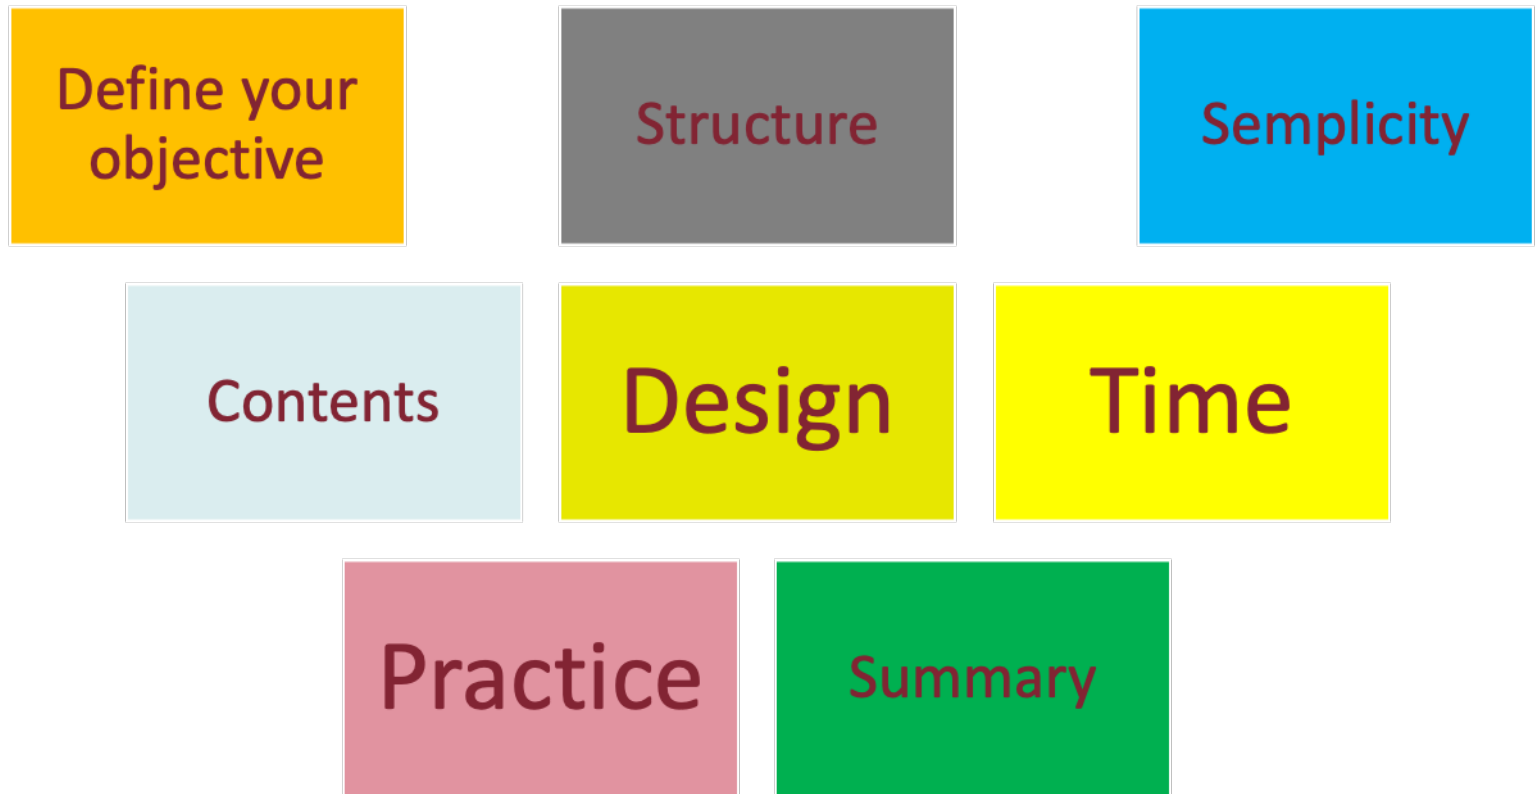 Define your
objective
Structure
Semplicity
Contents
Design
Time
Practice
Summary